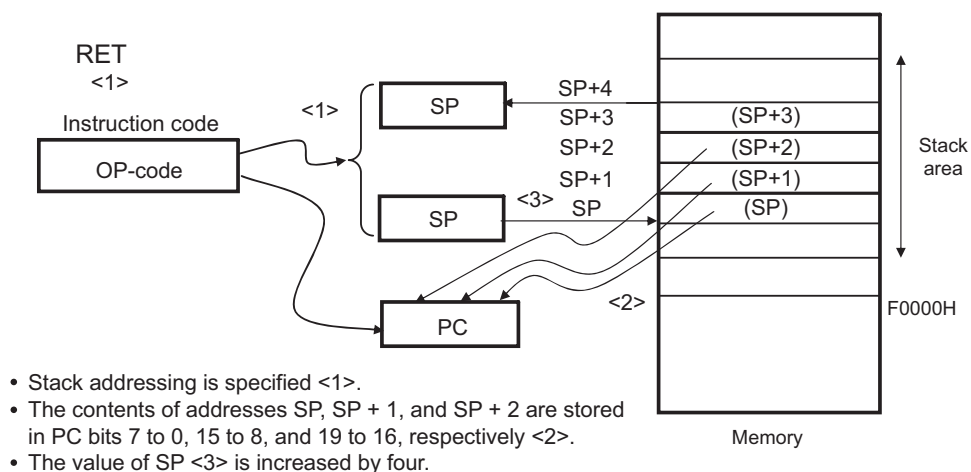 RET
<1>
Instruction code
OP-code
<1>
SP
SP
<3>
SP+4
SP+3
SP+2
SP+1
SP
(SP+3)
(SP+2)
(SP+1)
(SP)
Stack
area
<2>
PC
F0000H
Memory
• Stack addressing is specified <1>.
• The contents of addresses SP, SP + 1, and SP + 2 are stored
in PC bits 7 to 0, 15 to 8, and 19 to 16, respectively <2>.
• The value of SP <3> is increased by four.